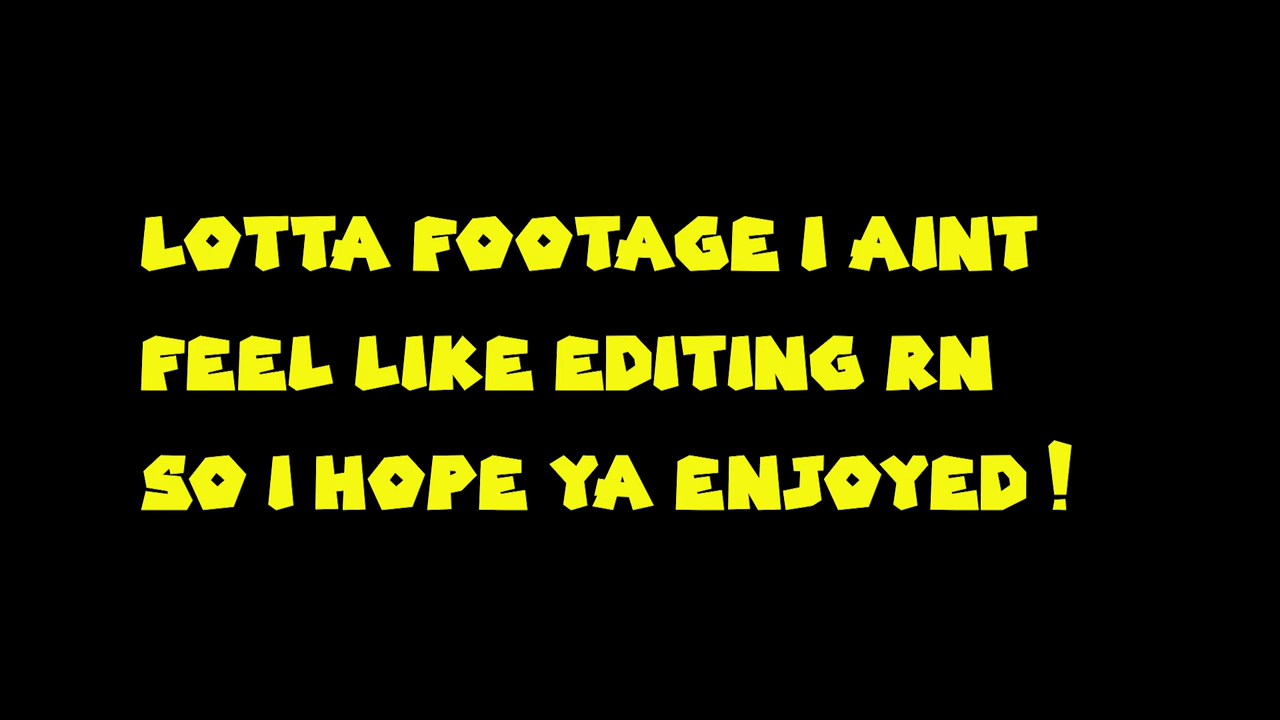 LOTTA FOOTAGE I AINT
FEEL LIKE EDITING RN
SO I HOPE YA ENJOYED !